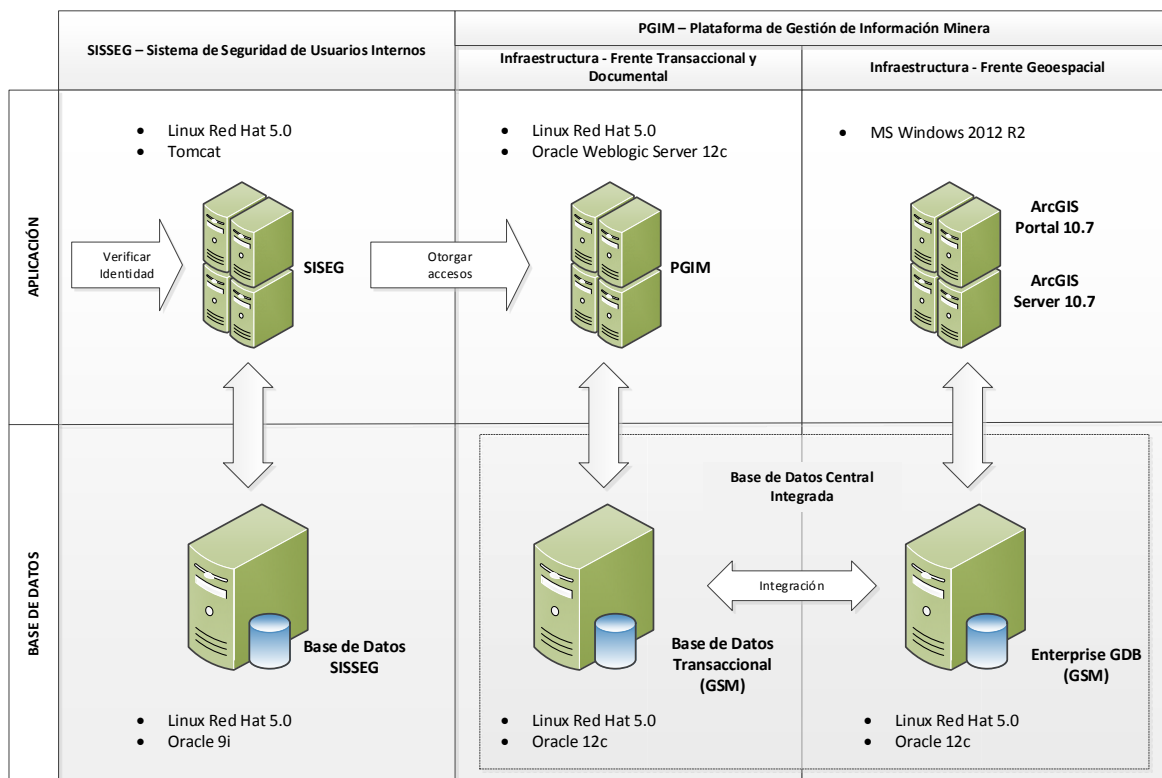 SISSEG – Sistema de Seguridad de Usuarios Internos
PGIM – Plataforma de Gestión de Información Minera
Infraestructura - Frente Transaccional y
Documental
Infraestructura - Frente Geoespacial
APLICACIÓN
• Linux Red Hat 5.0
• Tomcat
• Linux Red Hat 5.0
• Oracle Weblogic Server 12c
• MS Windows 2012 R2
Verificar
Identidad
SISEG
Otorgar
accesos
PGIM
ArcGIS
Portal 10.7
ArcGIS
Server 10.7
BASE DE DATOS
Base de Datos Central
Integrada
Integración
Base de Datos
SISSEG
Base de Datos
Transaccional
(GSM)
Enterprise GDB
(GSM)
• Linux Red Hat 5.0
• Oracle 9i
• Linux Red Hat 5.0
• Oracle 12c
• Linux Red Hat 5.0
• Oracle 12c